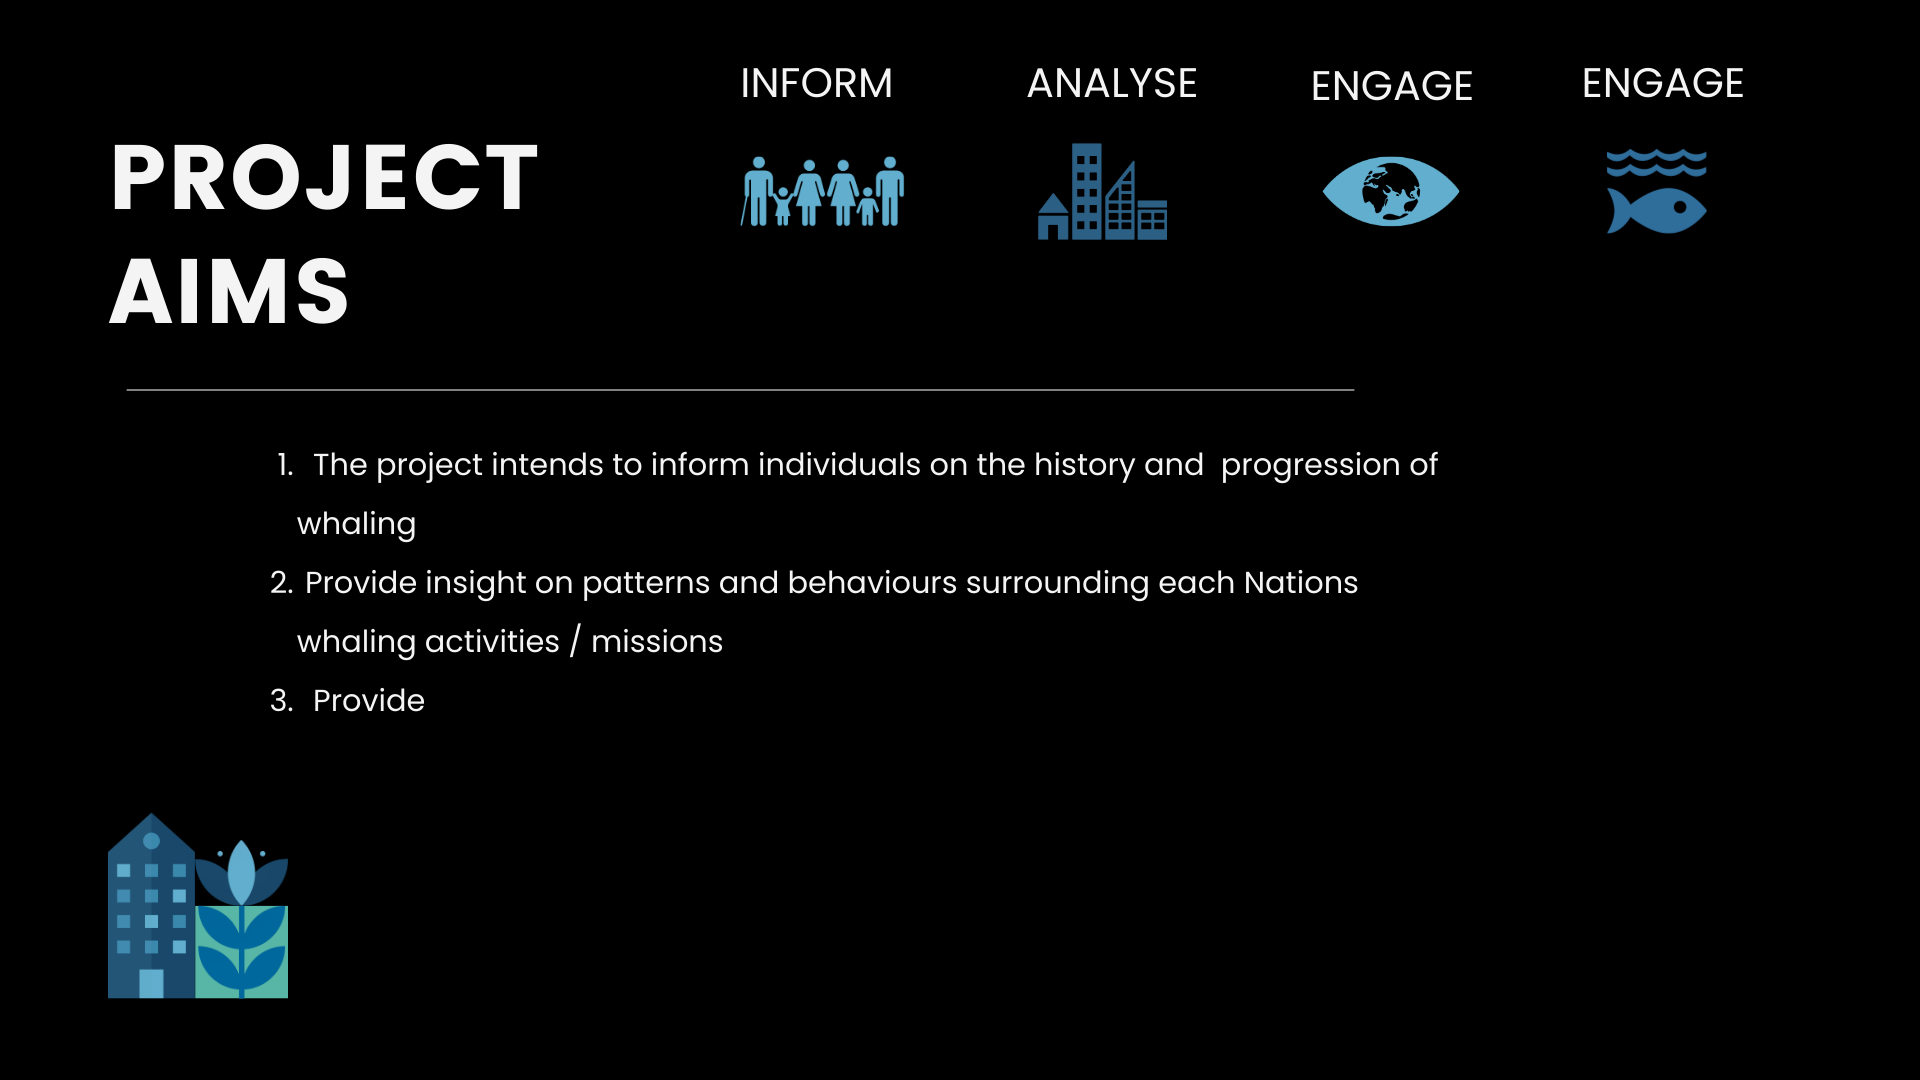 PROJECT
AIMS
INFORM
ANALYSE
ENGAGE
ENGAGE
1. The project intends to inform individuals on the history and progression of
whaling
2. Provide insight on patterns and behaviours surrounding each Nations
whaling activities / missions
3. Provide